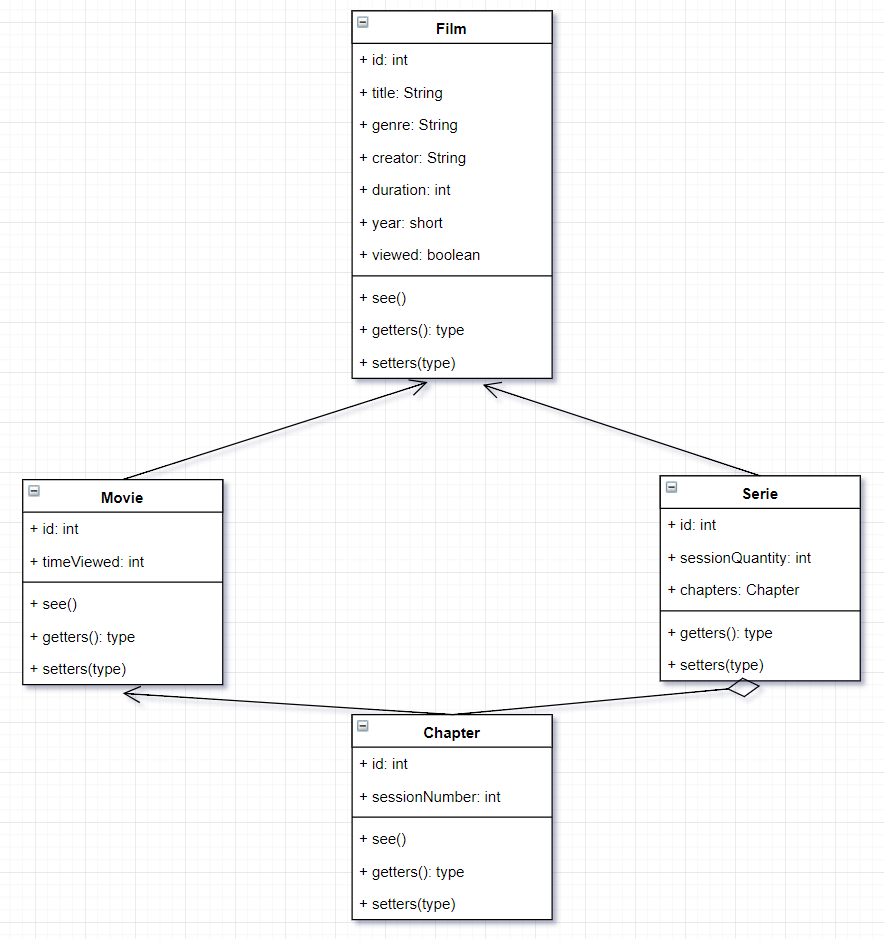 Film
+ id: int
+ title: String
+ genre: String
+ creator: String
+ duration: int
+ year: short
+ viewed: boolean
+ see()
+ getters(): type
+ setters(type)
Movie
+ id: int
+ timeViewed: int
+ see()
+ getters(): type
+ setters(type)
Serie
+ id: int
+ sessionQuantity: int
+ chapters: Chapter
+ getters(): type
+ setters(type)
Chapter
+ id: int
+ sessionNumber: int
+ see()
+ getters(): type
+ setters(type)